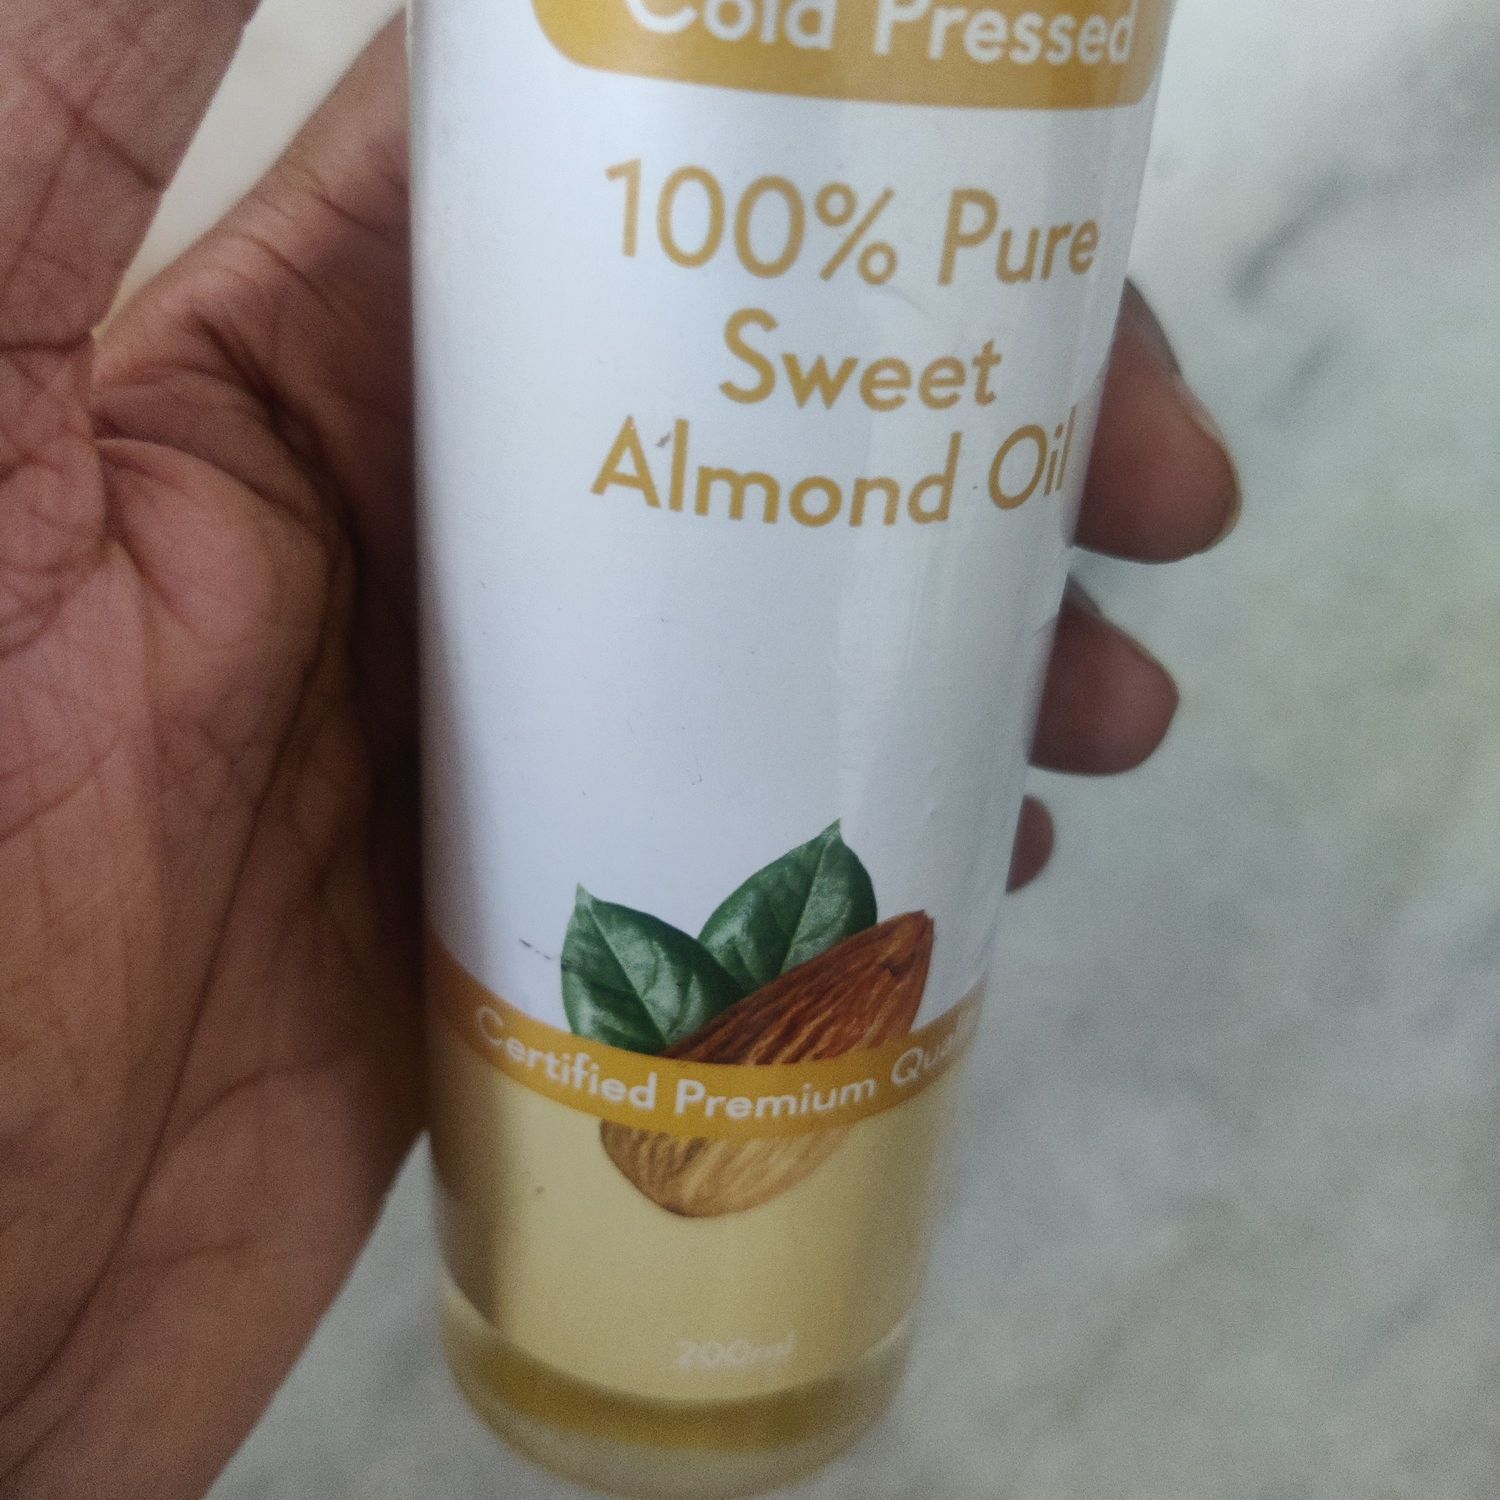 Cold Pressed
100% Pure
Sweet
Almond Oil
Certified Premium
200ml